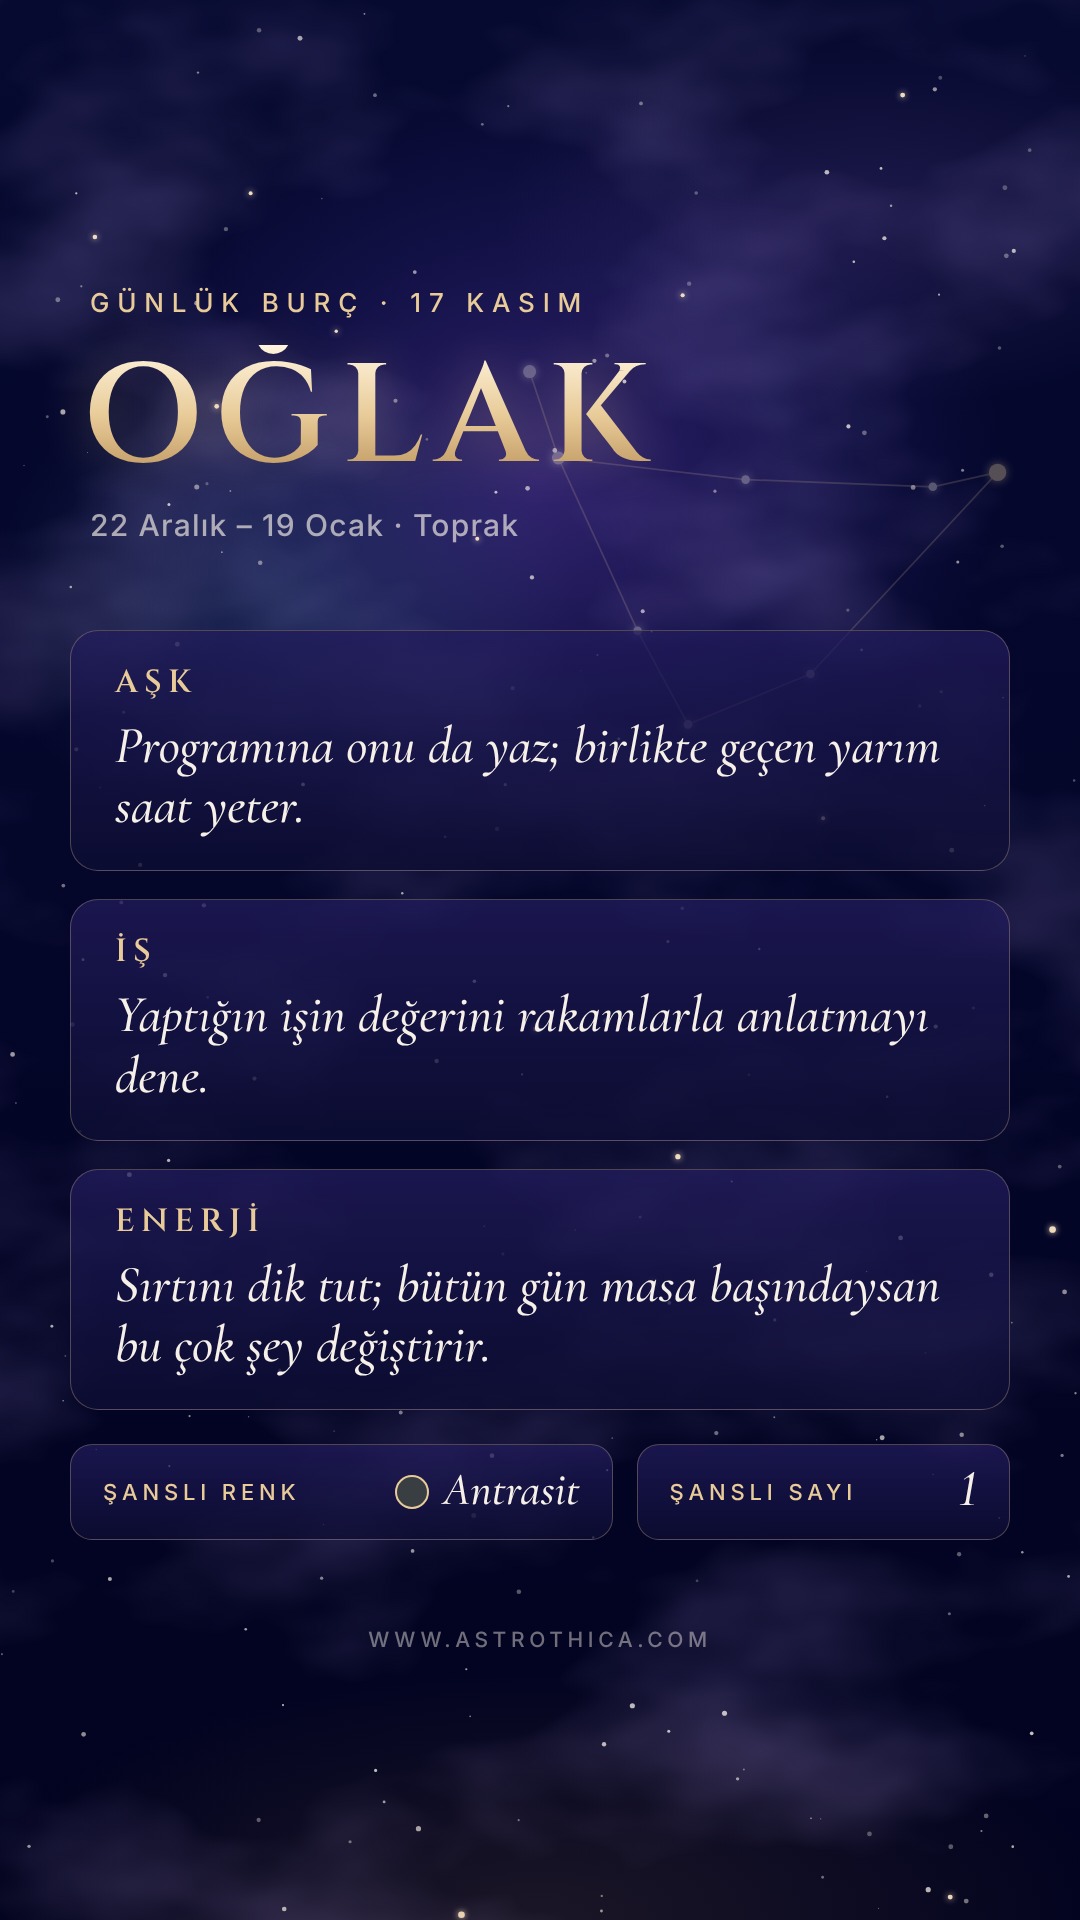 GÜNLÜK BURÇ · 17 KASIM
OĞLAK
22 Aralık – 19 Ocak · Toprak
AŞK
Programına onu da yaz; birlikte geçen yarım
saat yeter.
İŞ
Yaptığın işin değerini rakamlarla anlatmayı
dene.
ENERJİ
Sırtını dik tut; bütün gün masa başındaysan
bu çok şey değiştirir.
ŞANSLI RENK Antrasit
ŞANSLI SAYI 1
WWW.ASTROTHICA.COM